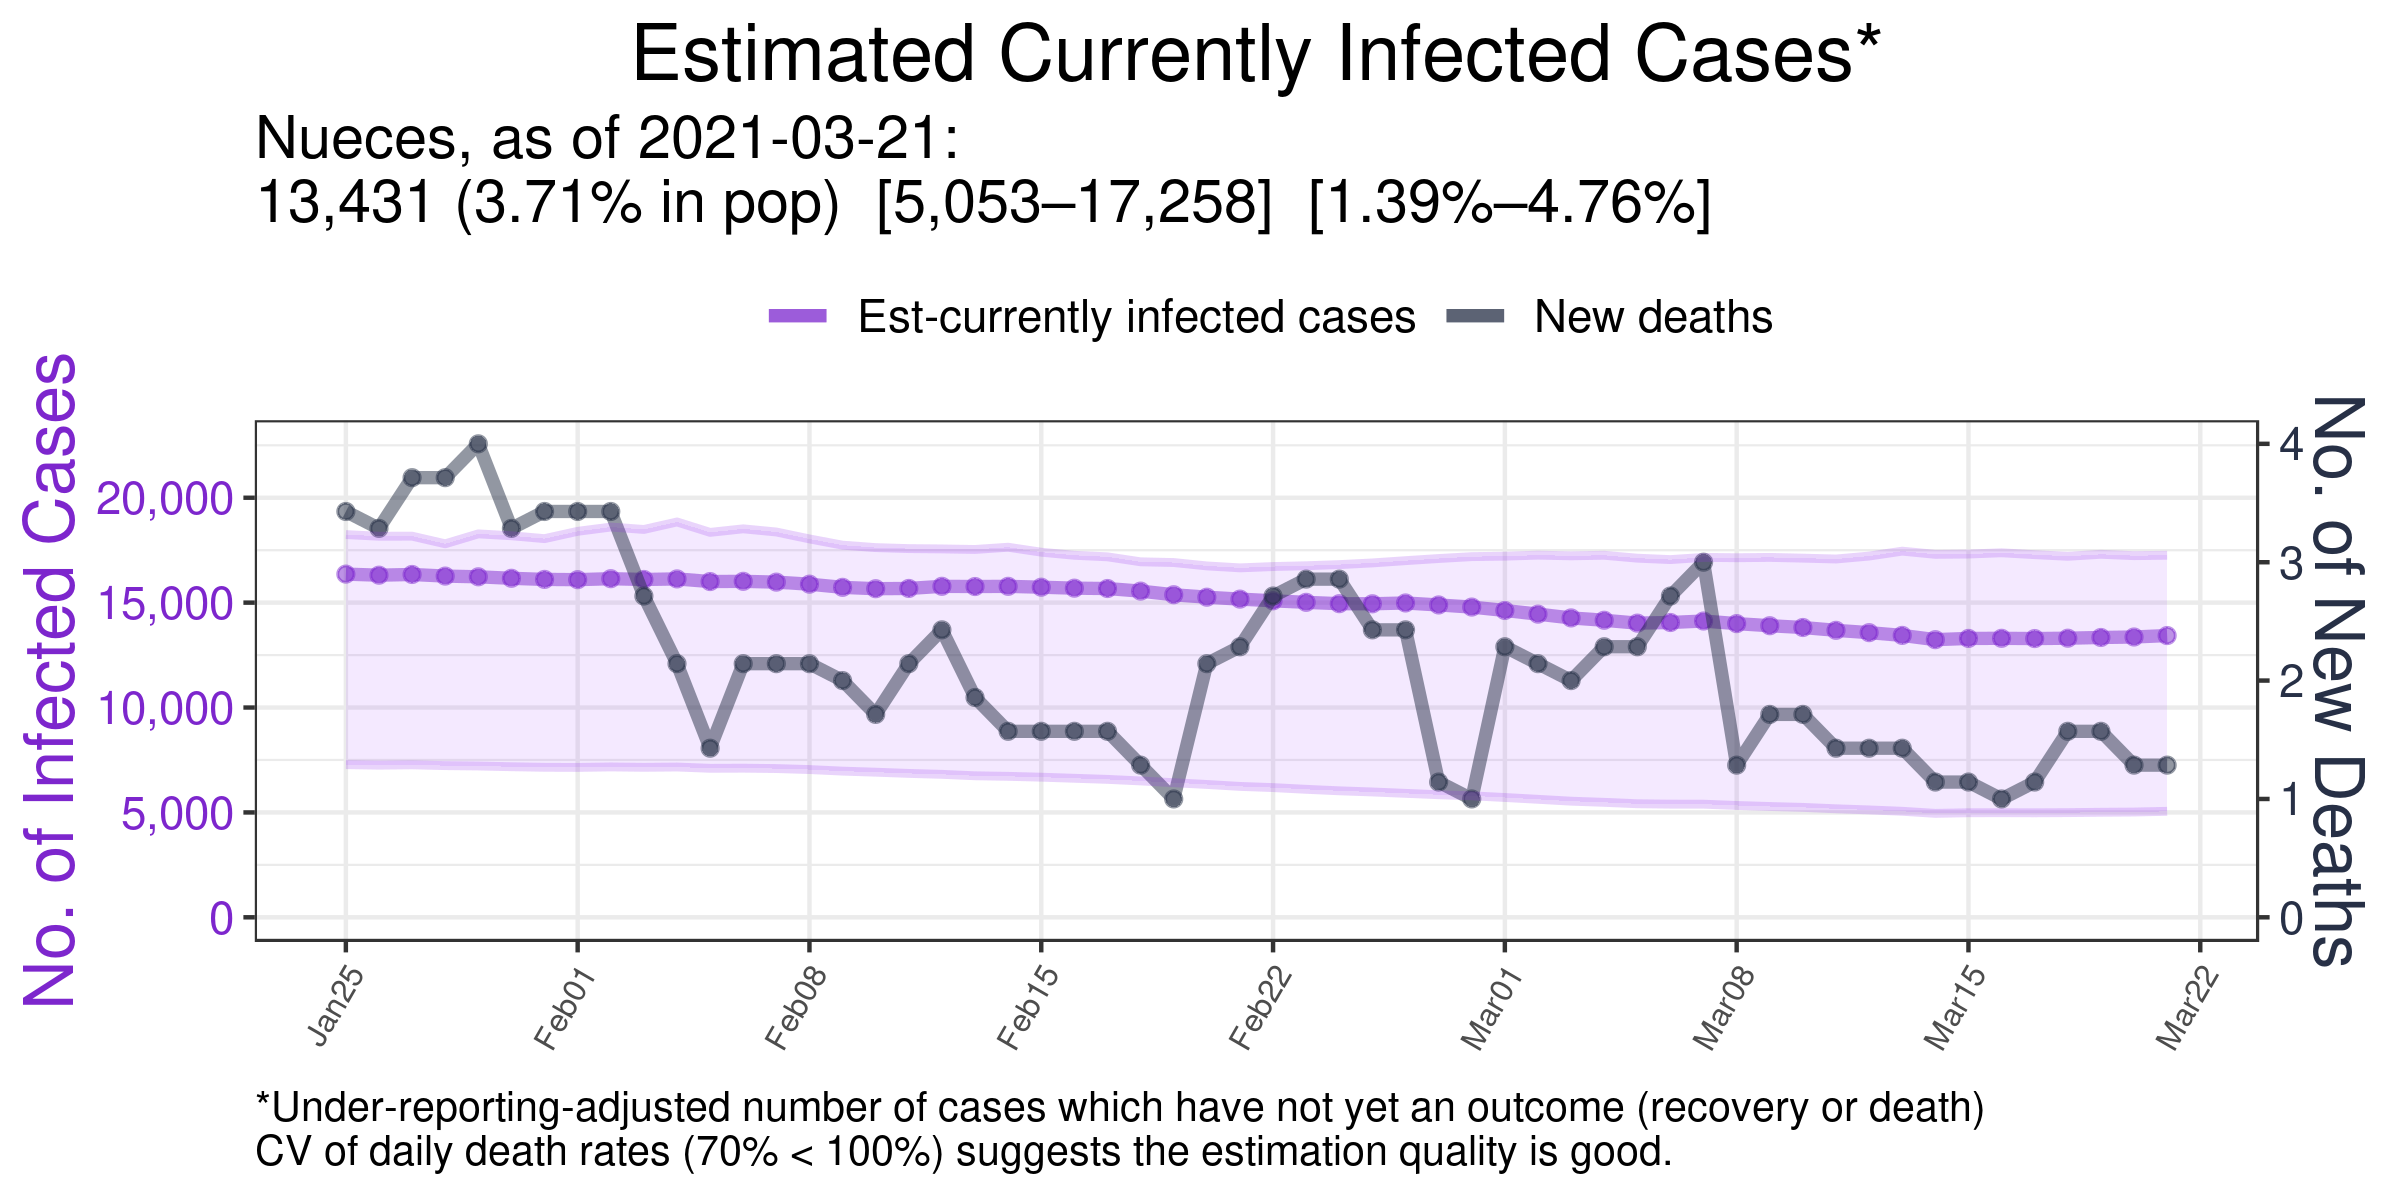 Estimated Currently Infected Cases*
Nueces, as of 2021-03-21:
13,431 (3.71% in pop)  [5,053–17,258]  [1.39%–4.76%]
Est-currently infected cases
New deaths
No. of Infected Cases
20,000
15,000
10,000
5,000
0
4
3
2
1
0
No. of New Deaths
Jan25
Feb01
Feb08
Feb15
Feb22
Mar01
Mar08
Mar15
Mar22
*Under-reporting-adjusted number of cases which have not yet an outcome (recovery or death)
CV of daily death rates (70% < 100%) suggests the estimation quality is good.